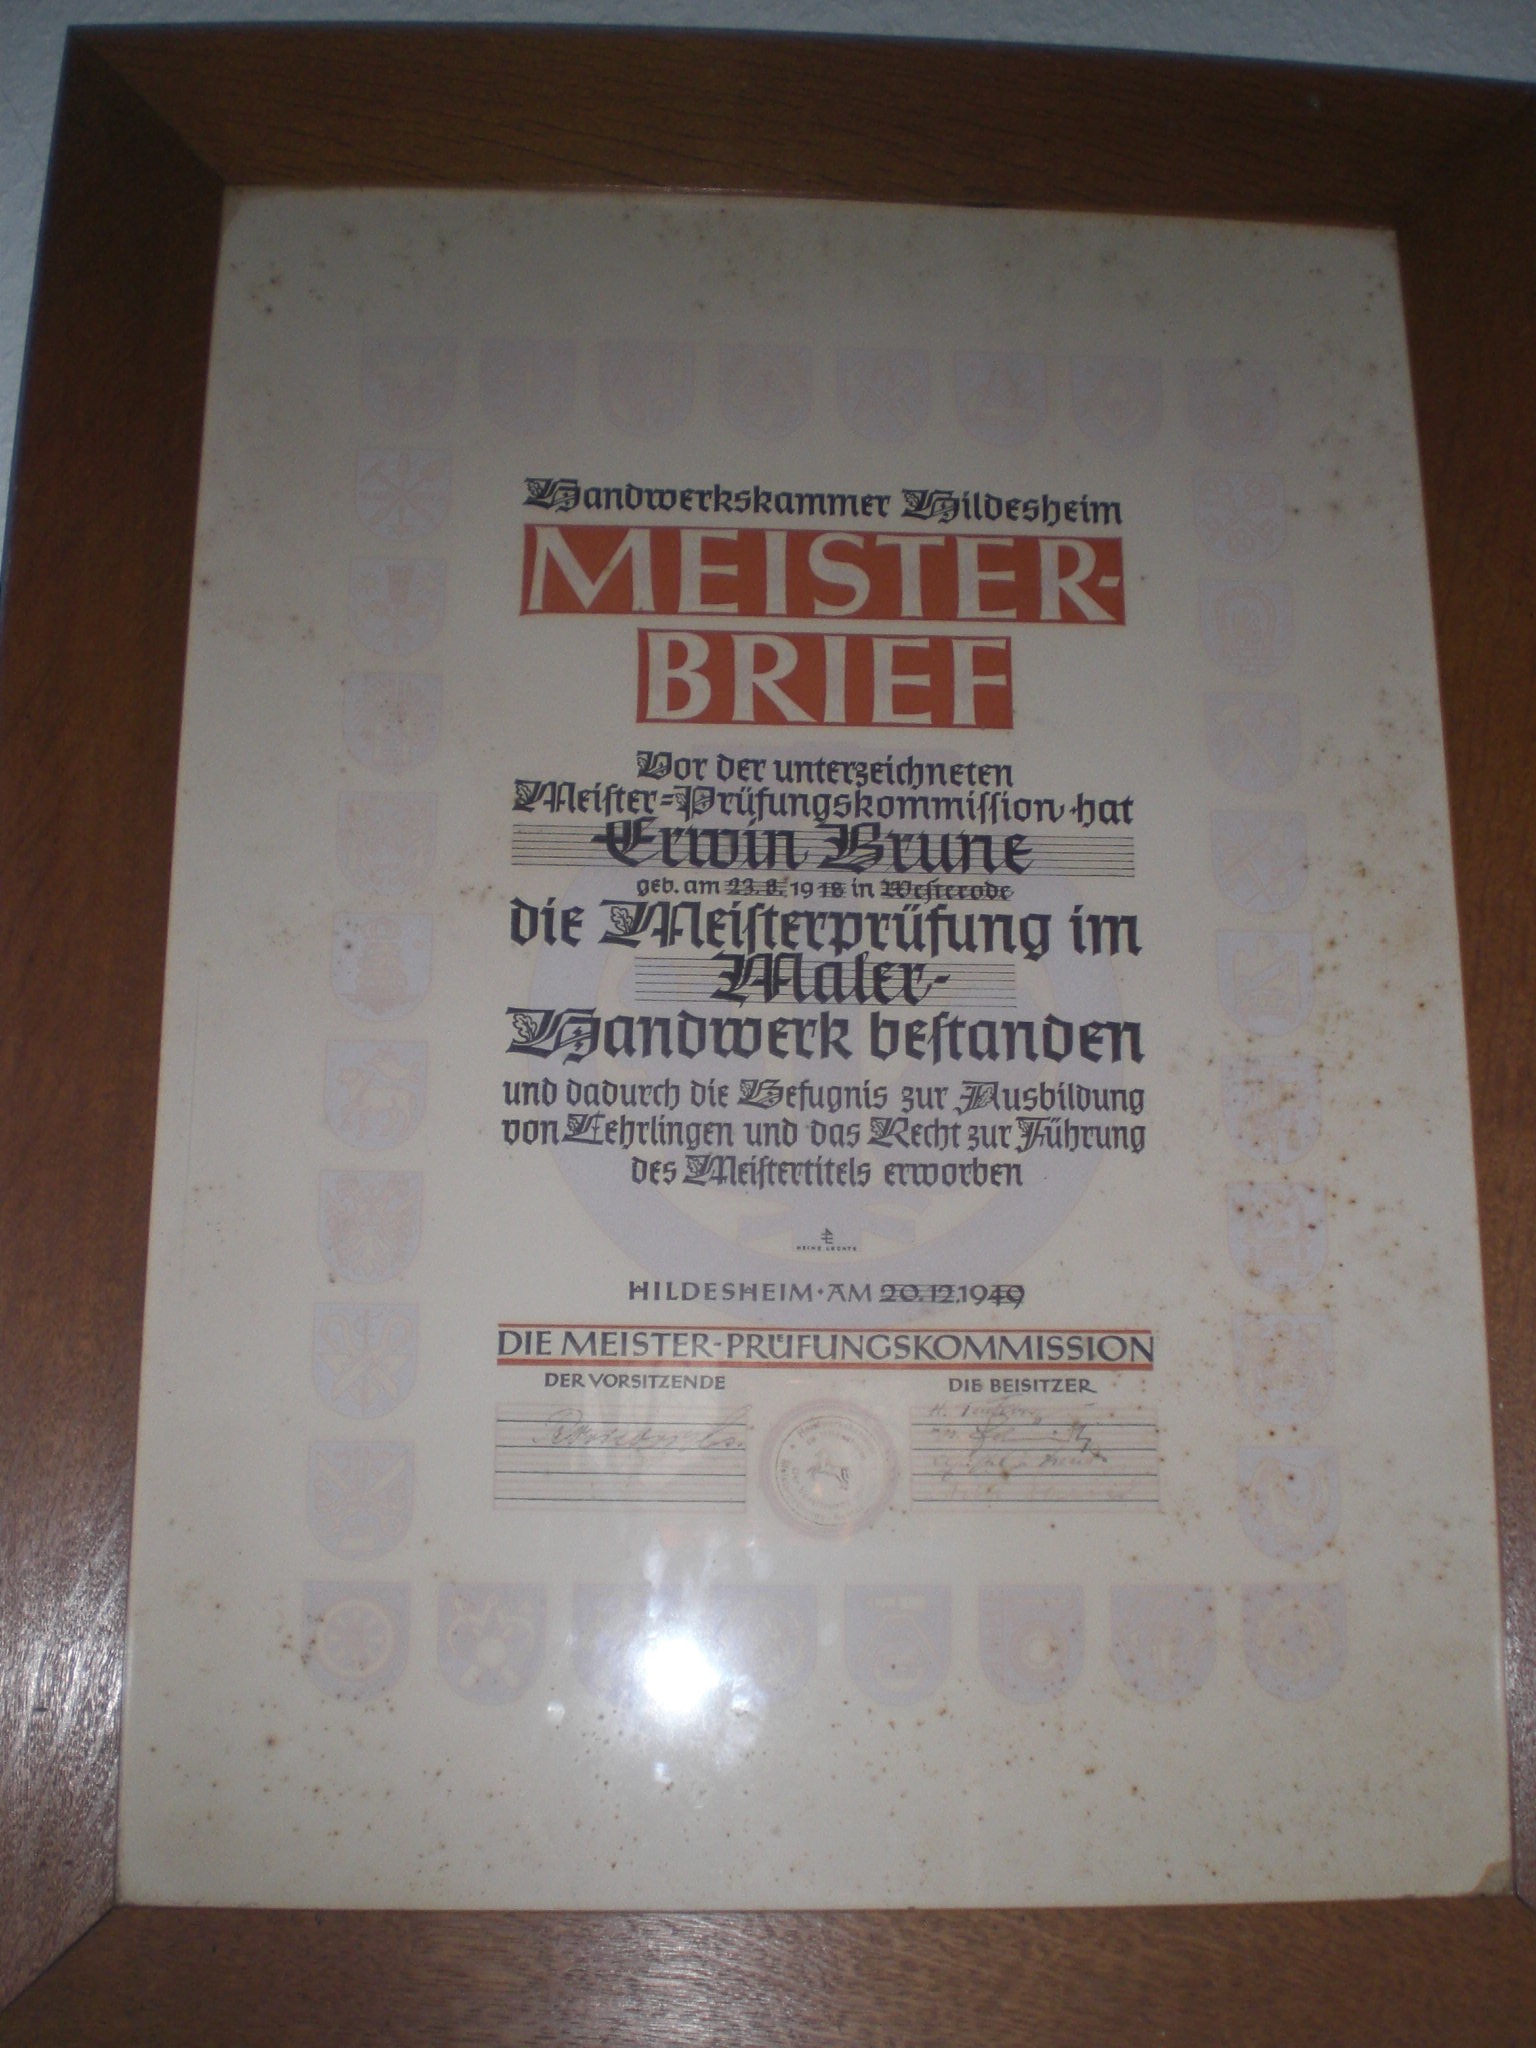 Handwerkskammer Hildesheim
MEISTER-
BRIEF
Vor der unterzeichneten
Meiſter=Prüfungskommiſſion hat
Erwin Brune
geb. am 23. 8. 1918 in Weſterode
die Meiſterprüfung im
Maler-
Handwerk beſtanden
und dadurch die Befugnis zur Ausbildung
von Lehrlingen und das Recht zur Führung
des Meiſtertitels erworben
HILDESHEIM · AM 20.12.1949
DIE MEISTER-PRÜFUNGSKOMMISSION
DER VORSITZENDE
DIE BEISITZER